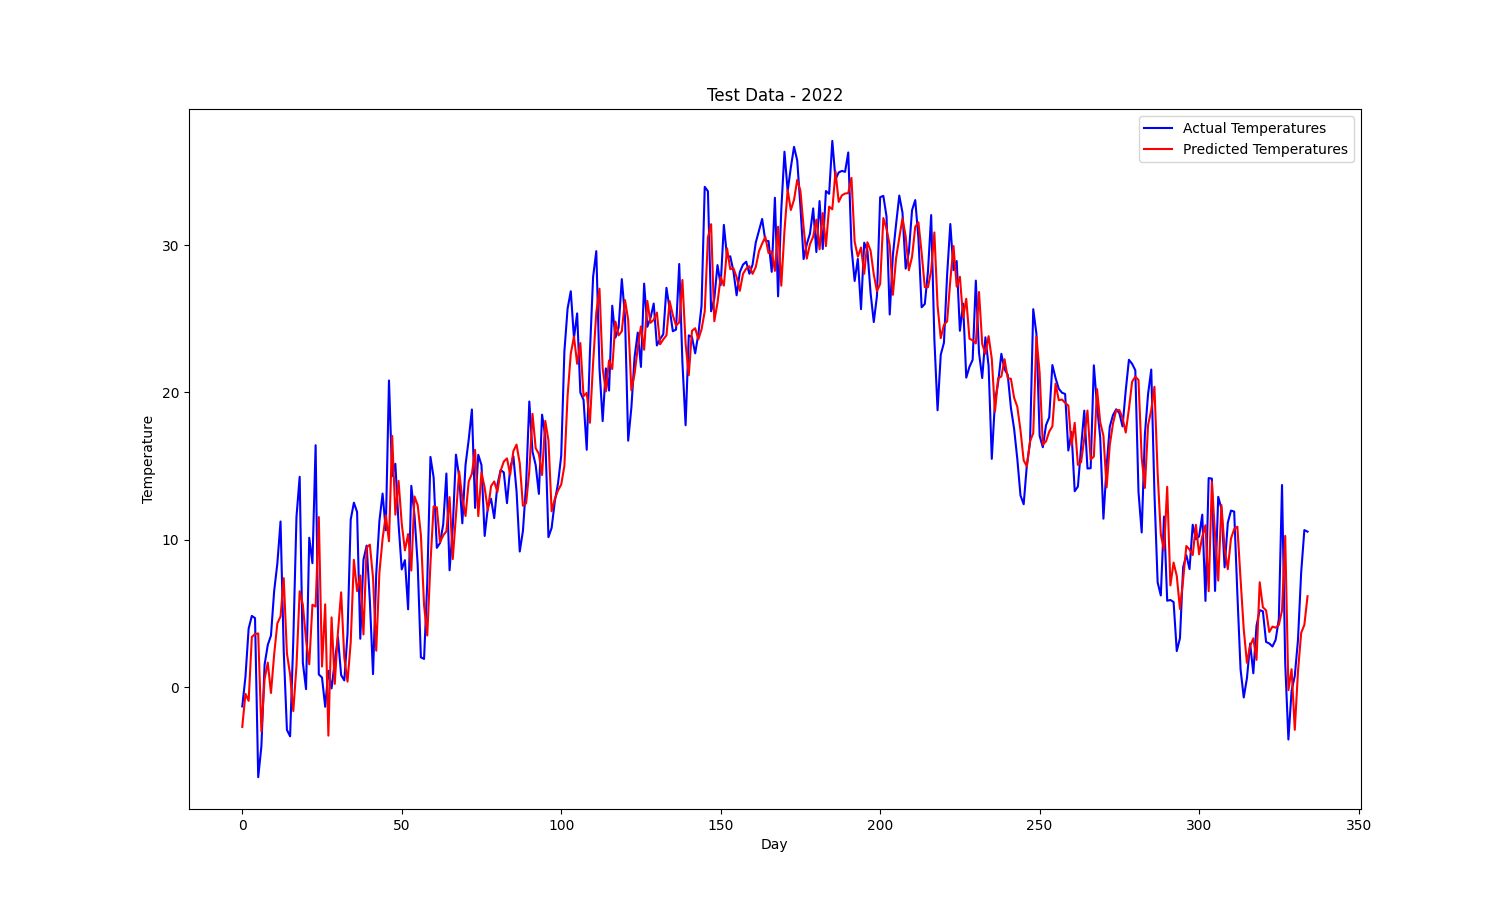 Test Data - 2022
Actual Temperatures
Predicted Temperatures
Temperature
30
20
10
0
0 50 100 150 200 250 300 350
Day